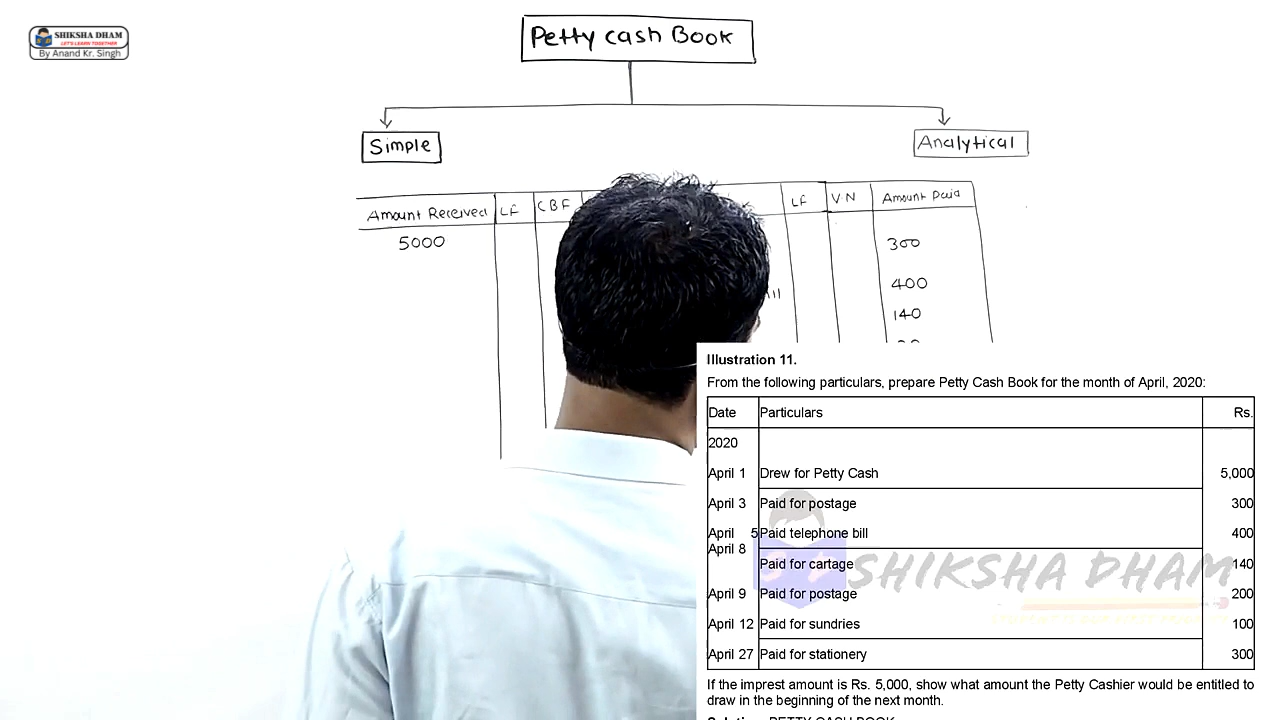 SHIKSHA DHAM
LET'S LEARN TOGETHER
By Anand Kr. Singh
Petty cash Book
Simple
Analytical
Amount Received LF CBF LF V.N Amount Paid
5000 300
400
140
Illustration 11.
From the following particulars, prepare Petty Cash Book for the month of April, 2020:
Date Particulars Rs.
2020
April 1 Drew for Petty Cash 5,000
April 3 Paid for postage 300
April 5 Paid telephone bill 400
April 8 Paid for cartage 140
April 9 Paid for postage 200
April 12 Paid for sundries 100
April 27 Paid for stationery 300
SHIKSHA DHAM
If the imprest amount is Rs. 5,000, show what amount the Petty Cashier would be entitled to
draw in the beginning of the next month.